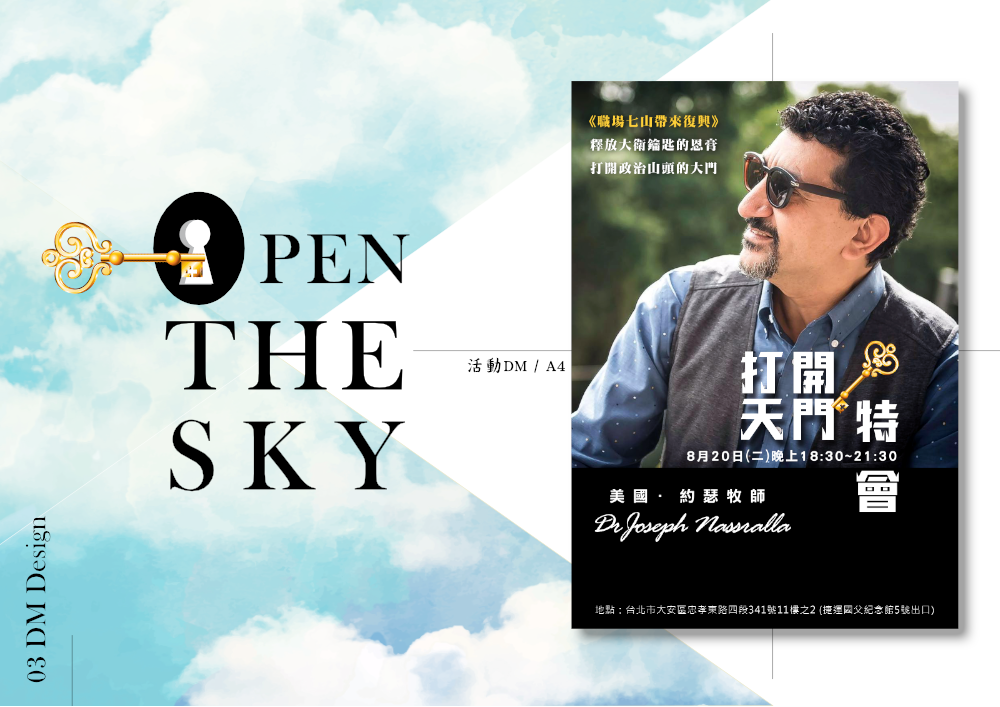 OPEN
THE
SKY
03 DM Design
活動DM / A4
《職場七山帶來復興》
釋放大衛鑰匙的恩膏
打開政治山頭的大門
打開
天門特
會
8月20日(二)晚上18:30~21:30
美國· 約瑟牧師
Dr Joseph Nassralla
地點：台北市大安區忠孝東路四段341號11樓之2 (捷運國父紀念館5號出口)